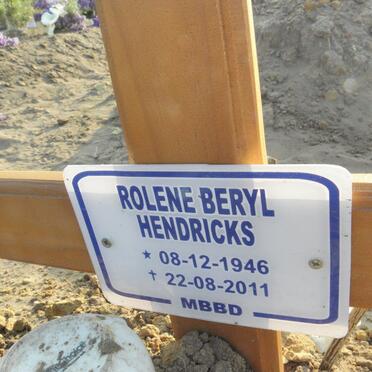 ROLENE BERYL
HENDRICKS
★ 08-12-1946
† 22-08-2011
MBBD